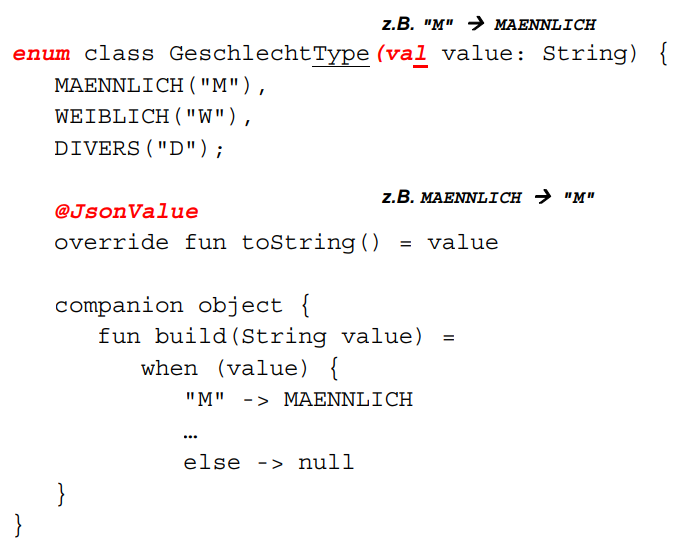 z.B. "M" → MAENNLICH
enum class GeschlechtType(val value: String) {
MAENNLICH("M"),
WEIBLICH("W"),
DIVERS("D");
z.B. MAENNLICH → "M"
@JsonValue
override fun toString() = value
companion object {
fun build(String value) =
when (value) {
"M" -> MAENNLICH
…
else -> null
}
}